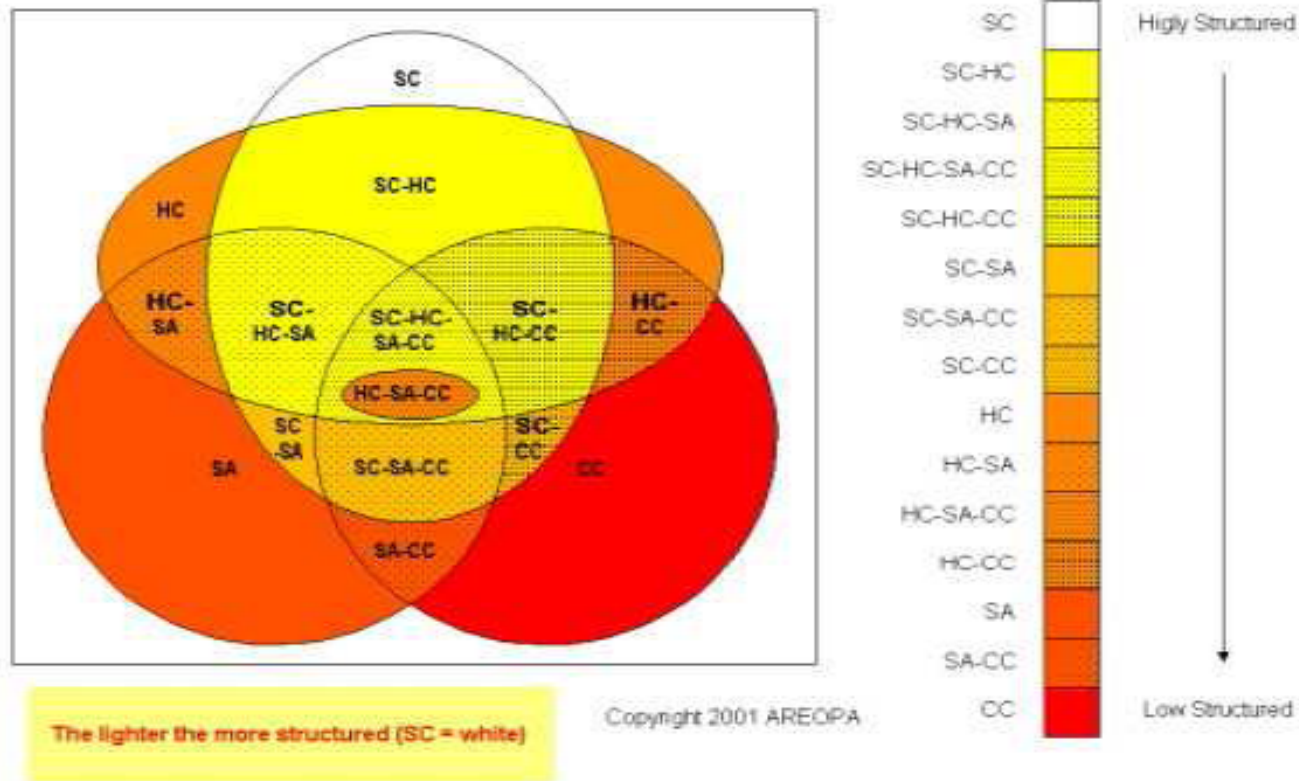 SC
SC-HC
HC
HC-
SA
SC-
HC-SA
SC-HC-
SA-CC
SC-
HC-CC
HC-
CC
HC-SA-CC
SC
-SA
SC-
CC
SA
SC-SA-CC
CC
SA-CC
The lighter the more structured (SC = white)
Copyright 2001 AREOPA
SC
SC-HC
SC-HC-SA
SC-HC-SA-CC
SC-HC-CC
SC-SA
SC-SA-CC
SC-CC
HC
HC-SA
HC-SA-CC
HC-CC
SA
SA-CC
CC
Higly Structured
Low Structured